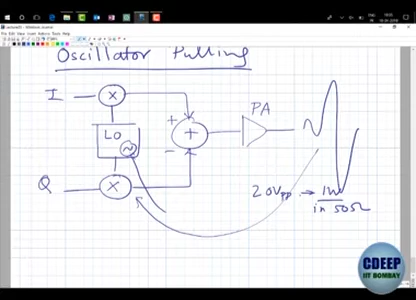 Oscillator Pulling
I
X
PA
LO
+
+
-
Q
X
20Vpp → 1W
in 50Ω
CDEEP
IIT BOMBAY